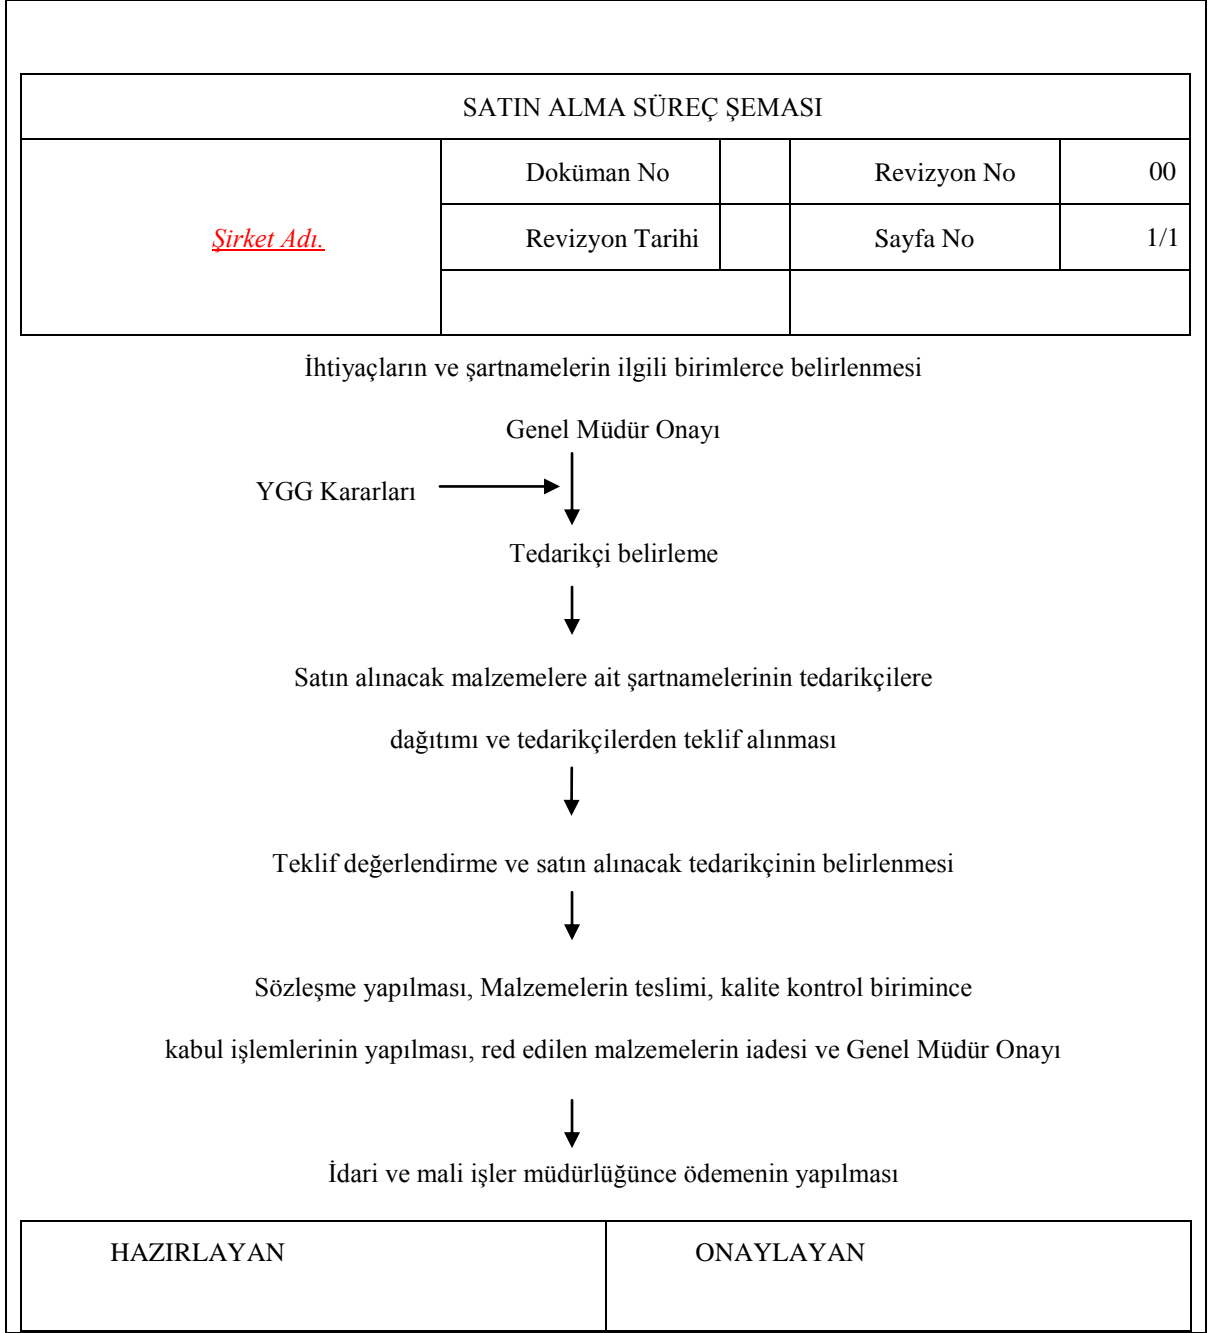 SATIN ALMA SÜREÇ ŞEMASI
Doküman No
Revizyon No
00
Şirket Adı.
Revizyon Tarihi
Sayfa No
1/1
İhtiyaçların ve şartnamelerin ilgili birimlerce belirlenmesi
Genel Müdür Onayı
YGG Kararları
Tedarikçi belirleme
Satın alınacak malzemelere ait şartnamelerinin tedarikçilere
dağıtımı ve tedarikçilerden teklif alınması
Teklif değerlendirme ve satın alınacak tedarikçinin belirlenmesi
Sözleşme yapılması, Malzemelerin teslimi, kalite kontrol birimince
kabul işlemlerinin yapılması, red edilen malzemelerin iadesi ve Genel Müdür Onayı
İdari ve mali işler müdürlüğünce ödemenin yapılması
HAZIRLAYAN
ONAYLAYAN